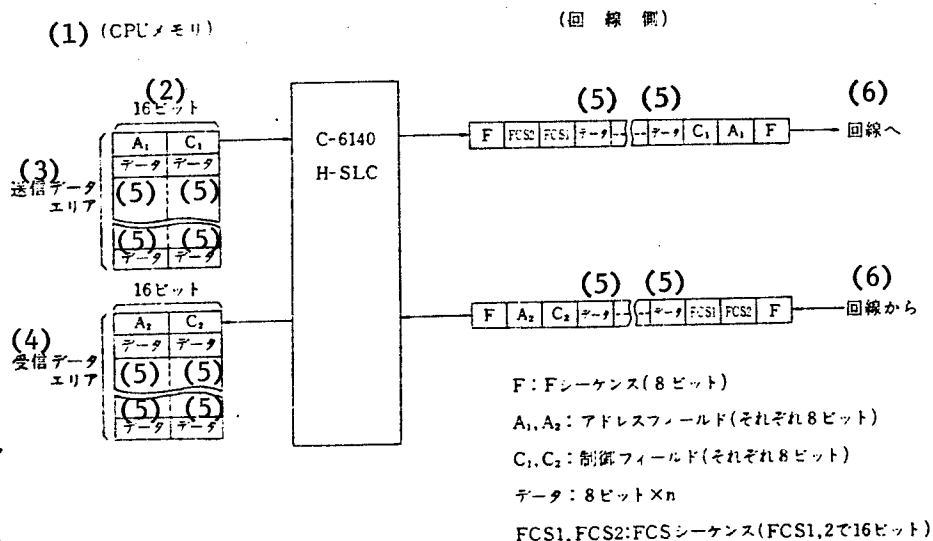 (1) (CPUメモリ)
(回線側)
(2)
16ビット
A₁ C₁
データ データ
(3)
送信データ
エリア
(5) (5)
(5) (5)
データ データ
C-6140
H-SLC
(5) (5)
F FCS2 FCS1 データ --- --- データ C₁ A₁ F
(6)
回線へ
16ビット
A₂ C₂
データ データ
(4)
受信データ
エリア
(5) (5)
(5) (5)
データ データ
(5) (5)
F A₂ C₂ データ --- --- データ FCS1 FCS2 F
(6)
回線から
F:Fシーケンス(8ビット)
A₁,A₂:アドレスフィールド(それぞれ8ビット)
C₁,C₂:制御フィールド(それぞれ8ビット)
データ:8ビット×n
FCS1,FCS2:FCSシーケンス(FCS1,2で16ビット)